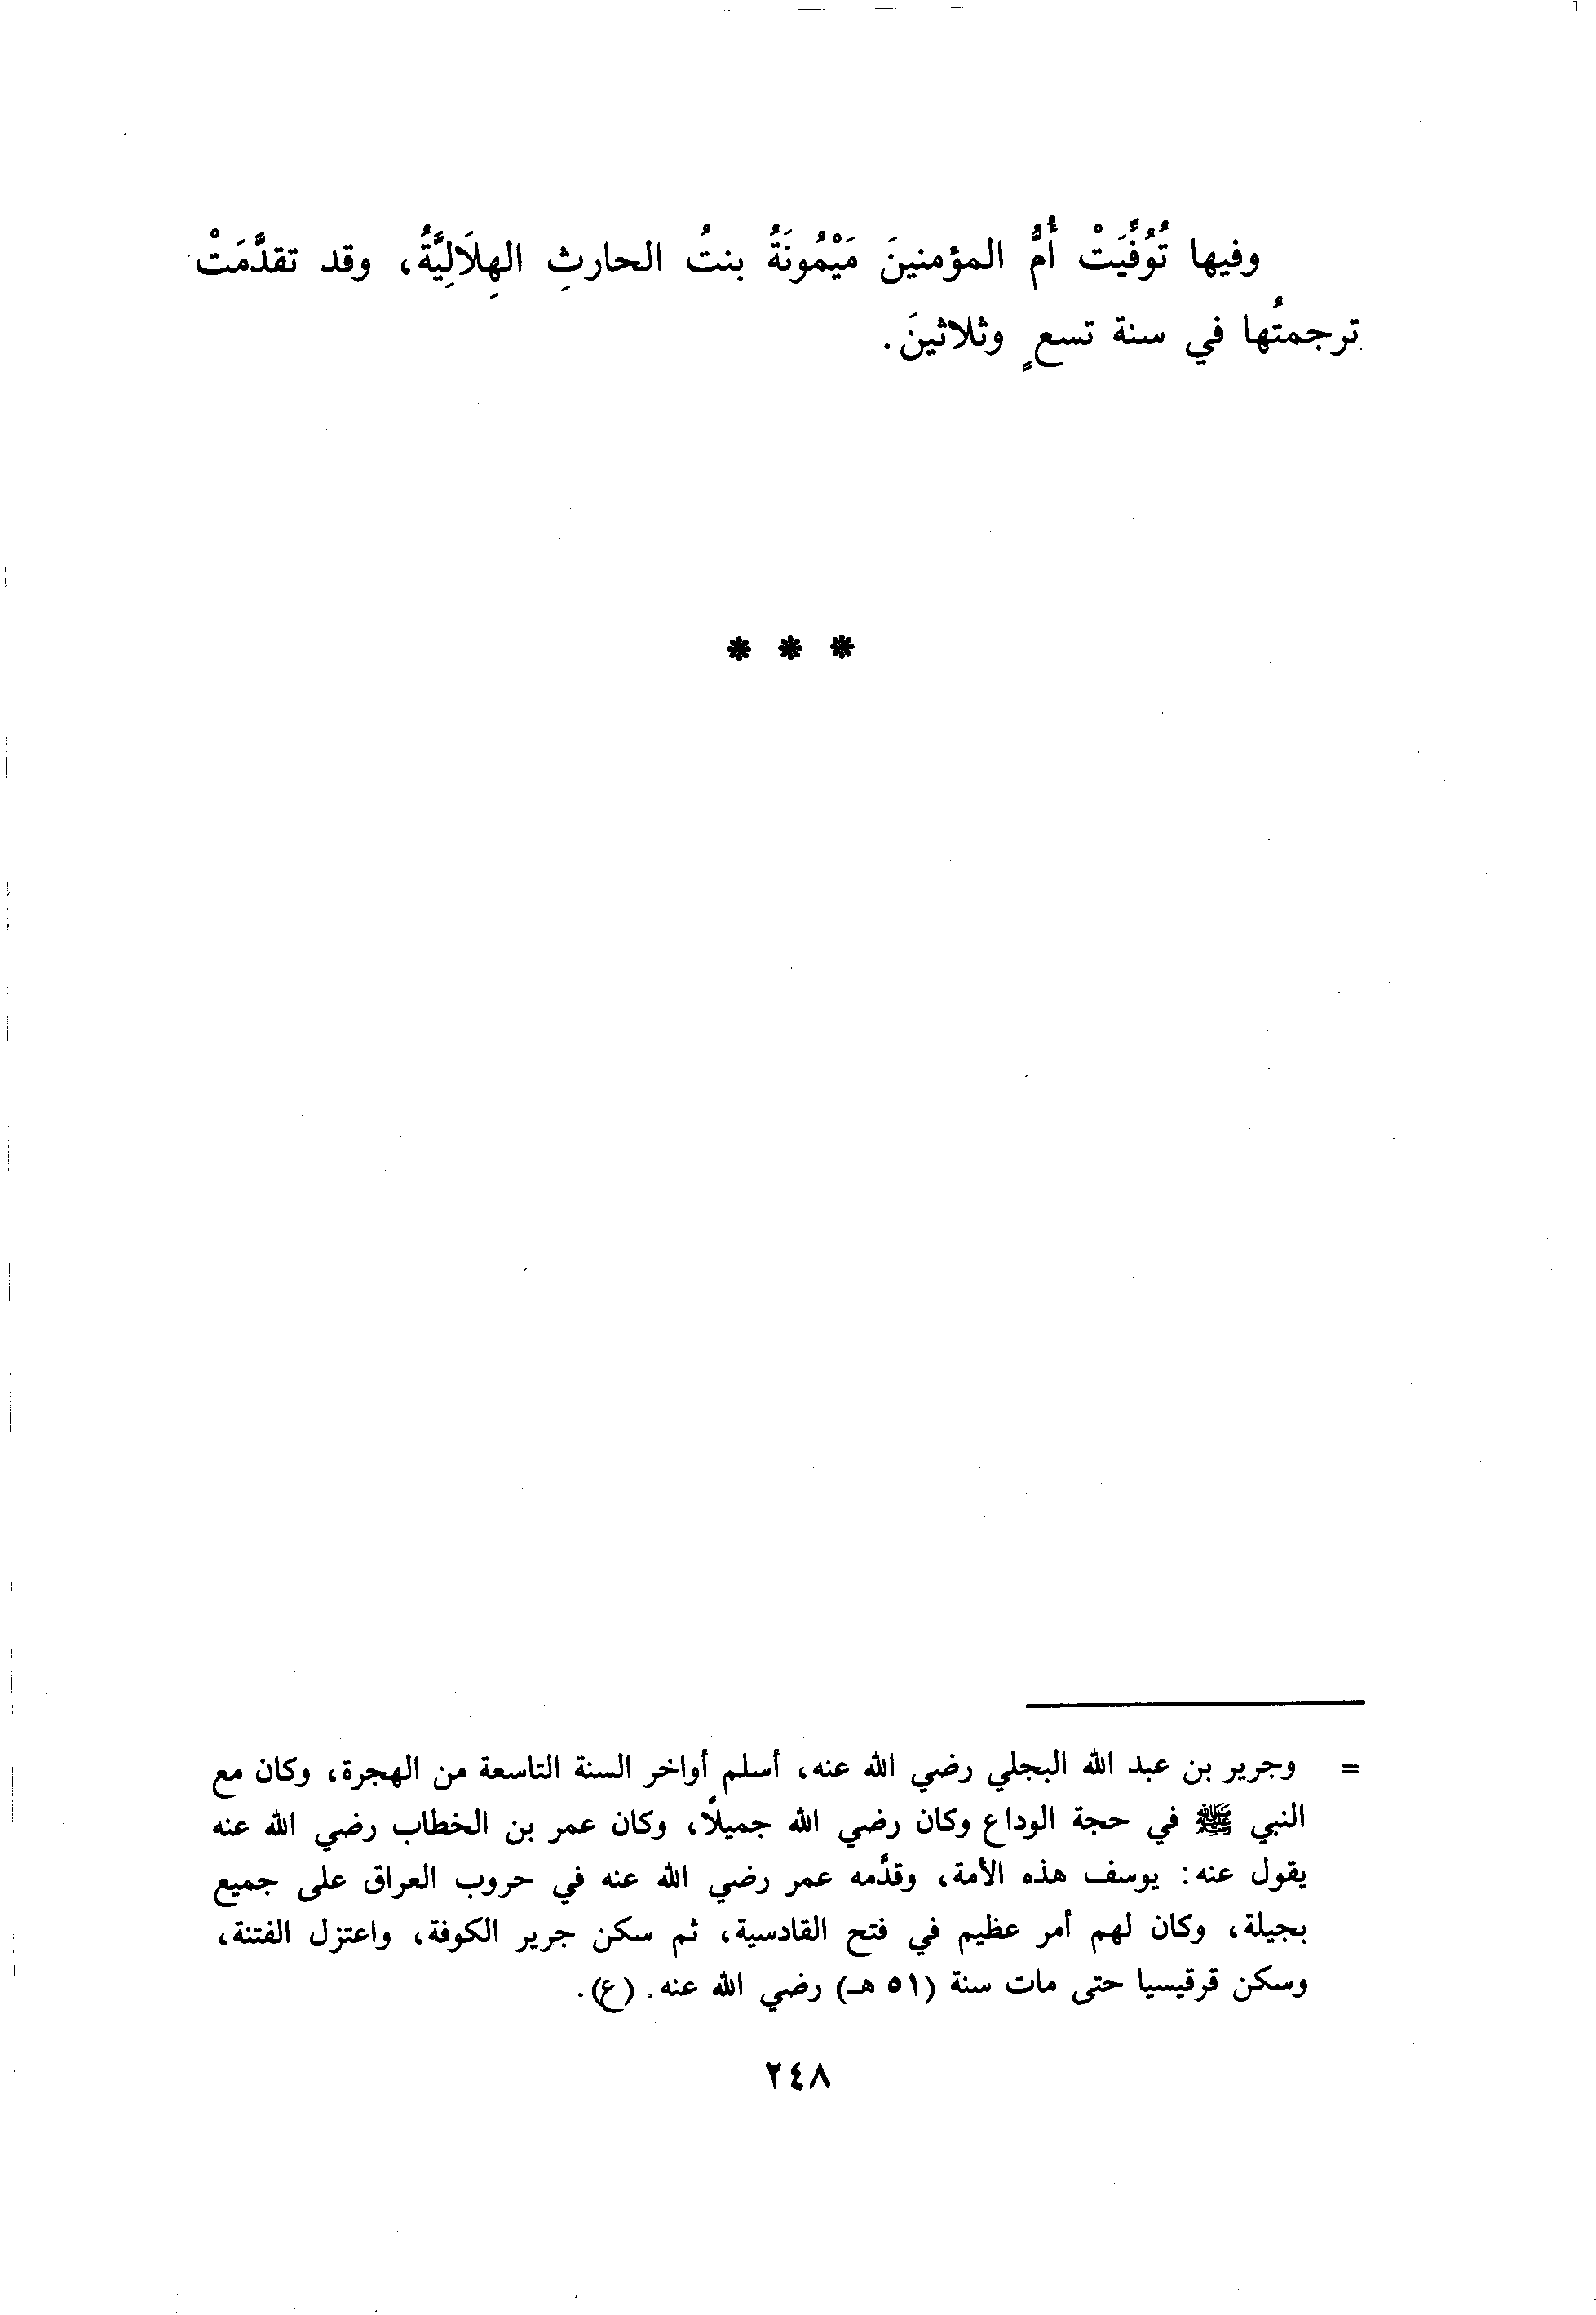 وفيها تُوُفِّيَتْ أُمُّ المؤمنينَ مَيْمُونَةُ بنتُ الحارثِ الهِلَالِيَّةُ، وقد تقدَّمَتْ
ترجمتُها في سنة تسعٍ وثلاثينَ.
* * *
= وجرير بن عبد الله البجلي رضي الله عنه، أسلم أواخر السنة التاسعة من الهجرة، وكان مع
النبي ﷺ في حجة الوداع وكان رضي الله جميلًا، وكان عمر بن الخطاب رضي الله عنه
يقول عنه: يوسف هذه الأمة، وقدَّمه عمر رضي الله عنه في حروب العراق على جميع
بجيلة، وكان لهم أمر عظيم في فتح القادسية، ثم سكن جرير الكوفة، واعتزل الفتنة،
وسكن قرقيسيا حتى مات سنة (٥١ هـ) رضي الله عنه. (ع).
٢٤٨